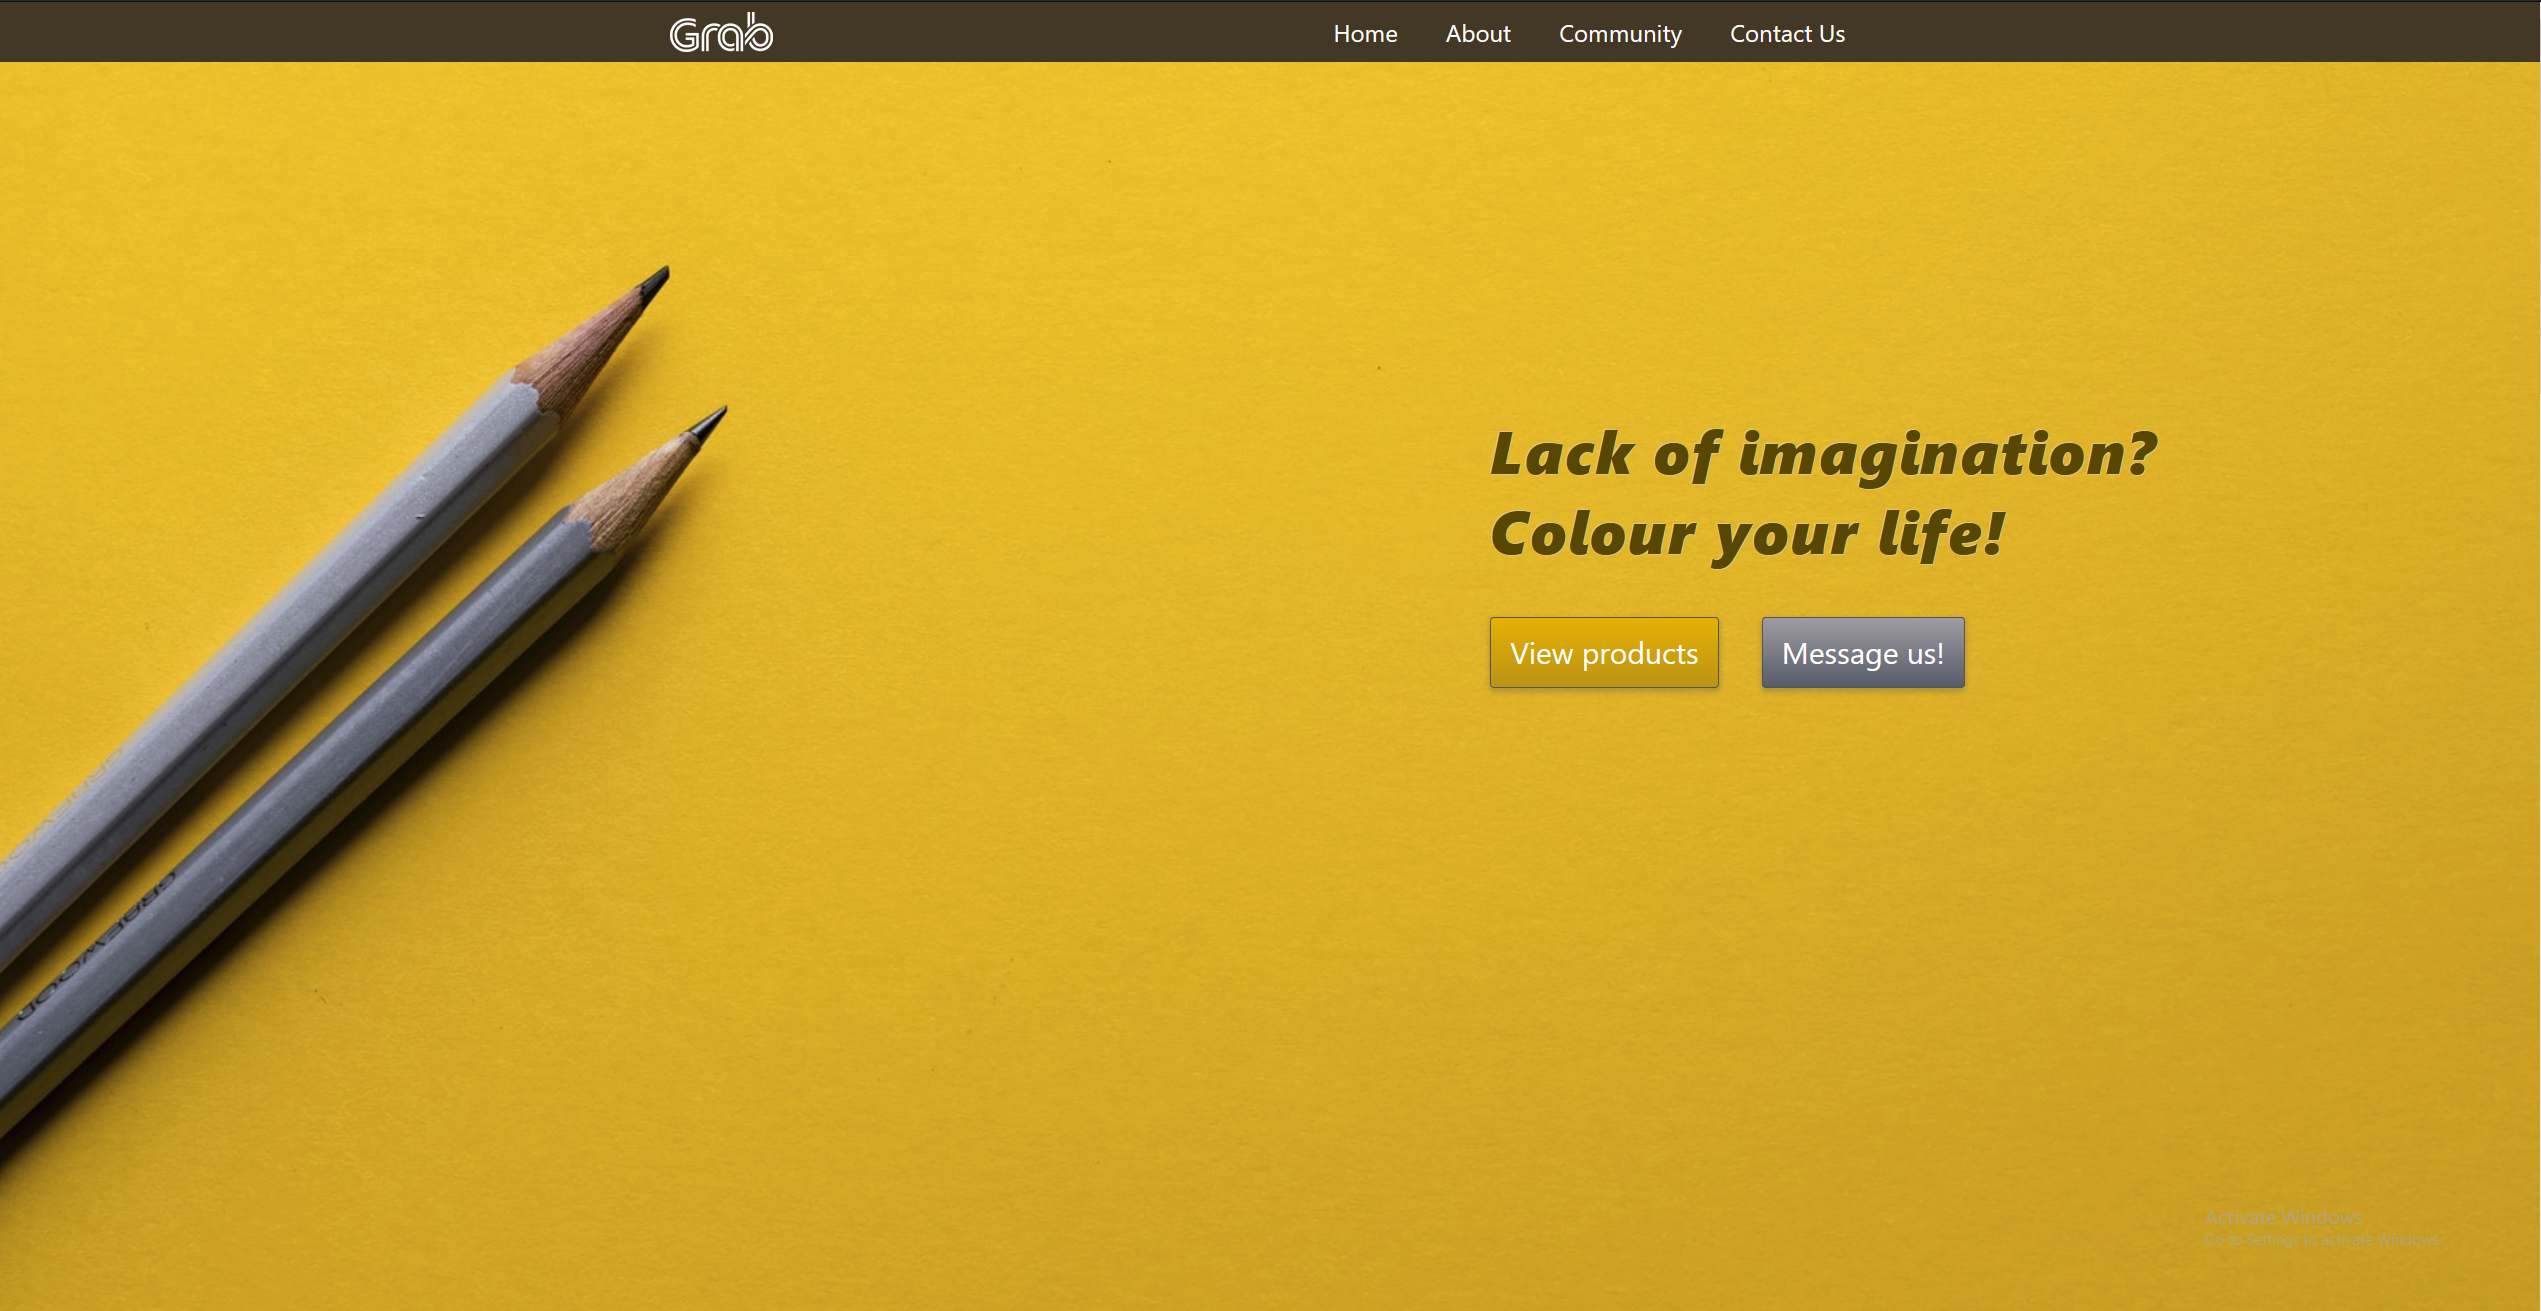 Grab
Home About Community Contact Us
Lack of imagination?
Colour your life!
View products Message us!
GRAEWOOD
Activate Windows
Go to Settings to activate Windows.